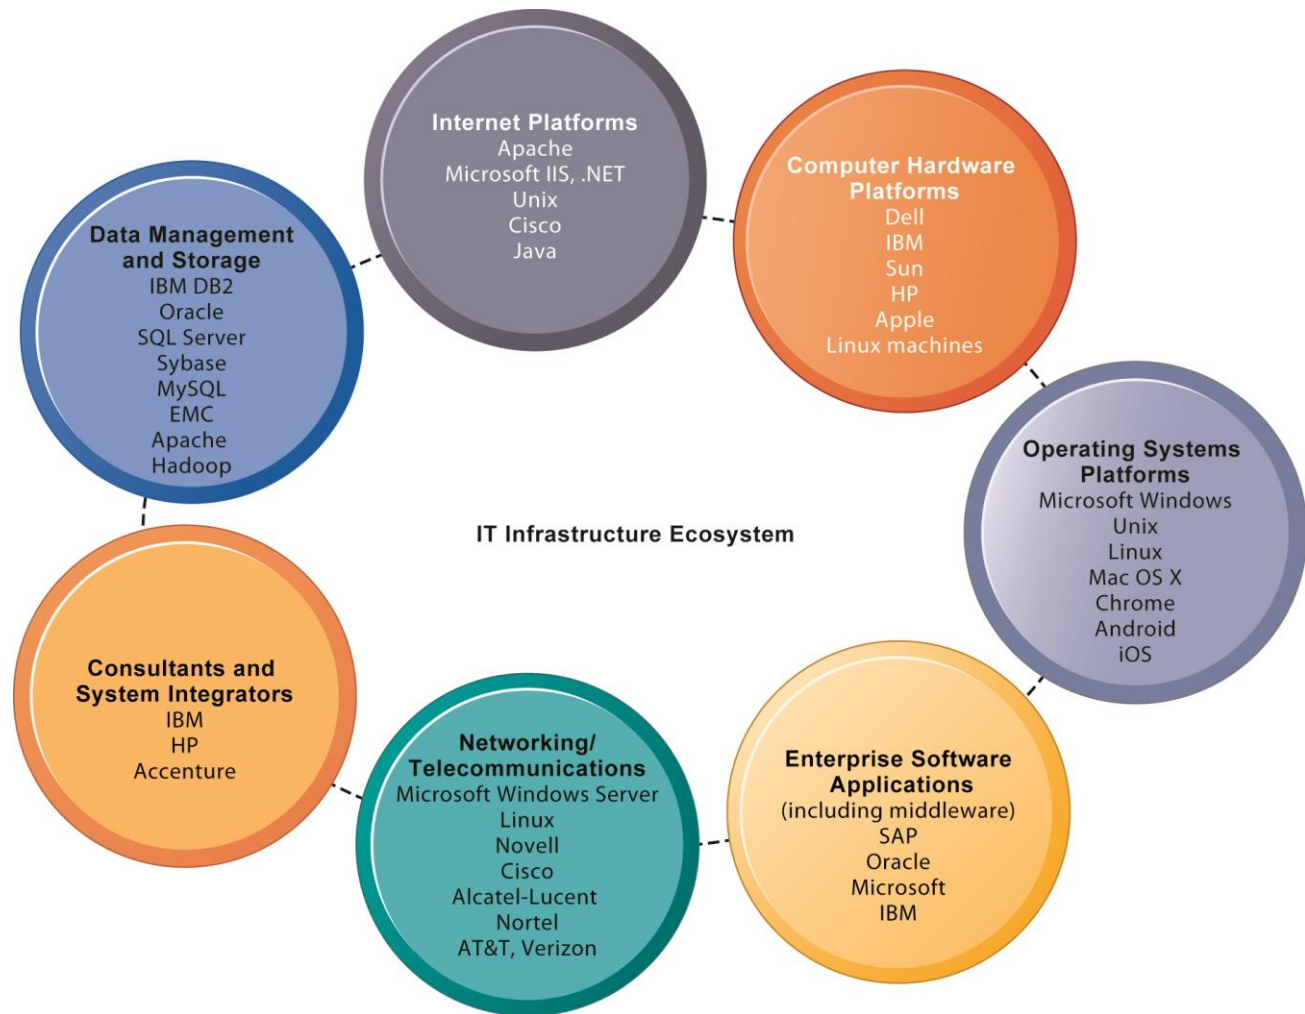 Internet Platforms
Apache
Microsoft IIS, .NET
Unix
Cisco
Java
Computer Hardware
Platforms
Dell
IBM
Sun
HP
Apple
Linux machines
Data Management
and Storage
IBM DB2
Oracle
SQL Server
Sybase
MySQL
EMC
Apache
Hadoop
Operating Systems
Platforms
Microsoft Windows
Unix
Linux
Mac OS X
Chrome
Android
iOS
IT Infrastructure Ecosystem
Consultants and
System Integrators
IBM
HP
Accenture
Networking/
Telecommunications
Microsoft Windows Server
Linux
Novell
Cisco
Alcatel-Lucent
Nortel
AT&T, Verizon
Enterprise Software
Applications
(including middleware)
SAP
Oracle
Microsoft
IBM